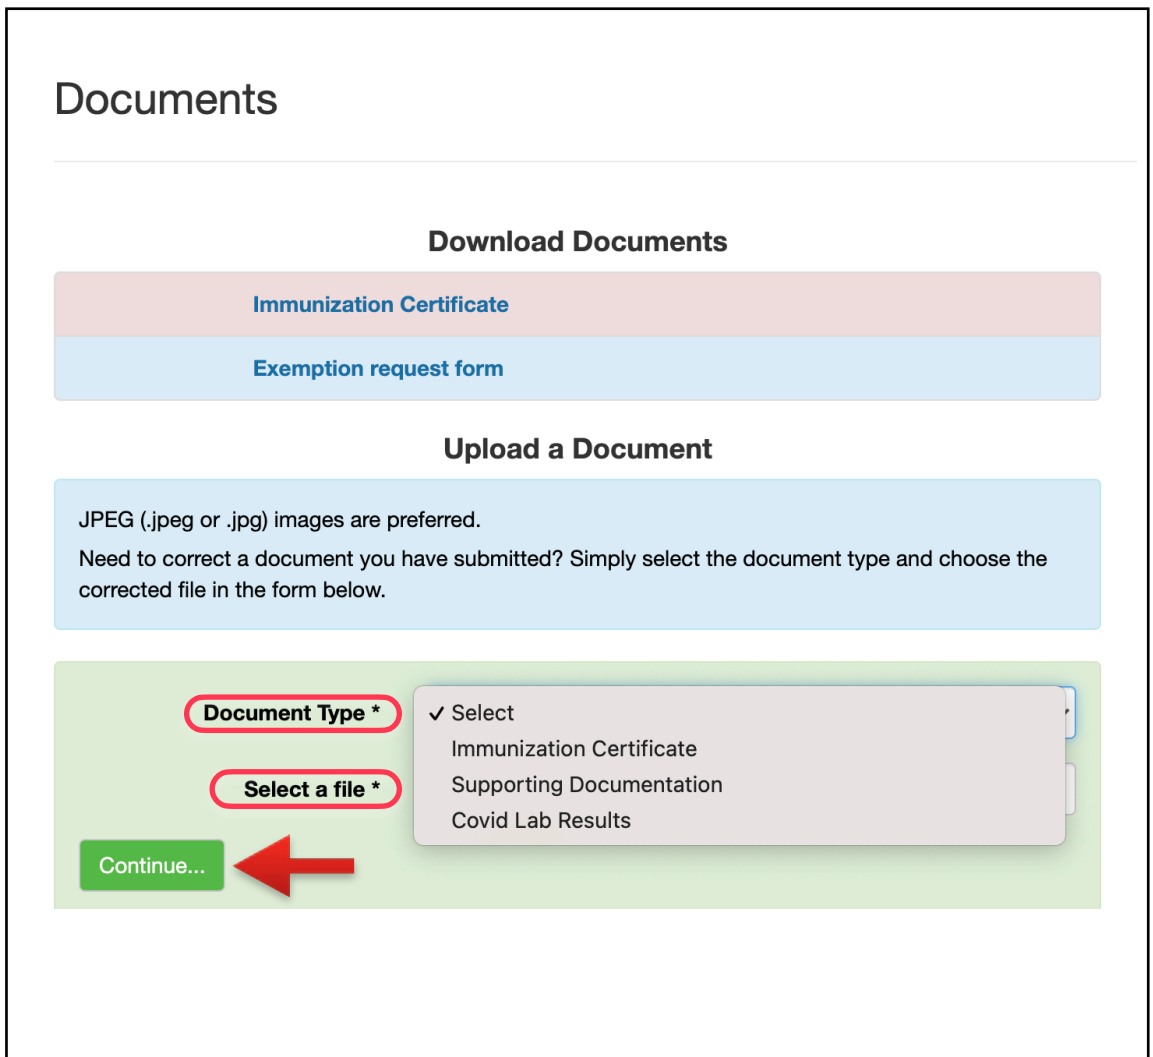 Documents
Download Documents
Immunization Certificate
Exemption request form
Upload a Document
JPEG (.jpeg or .jpg) images are preferred.
Need to correct a document you have submitted? Simply select the document type and choose the
corrected file in the form below.
Document Type *
✓ Select
Immunization Certificate
Supporting Documentation
Select a file *
Covid Lab Results
Continue...